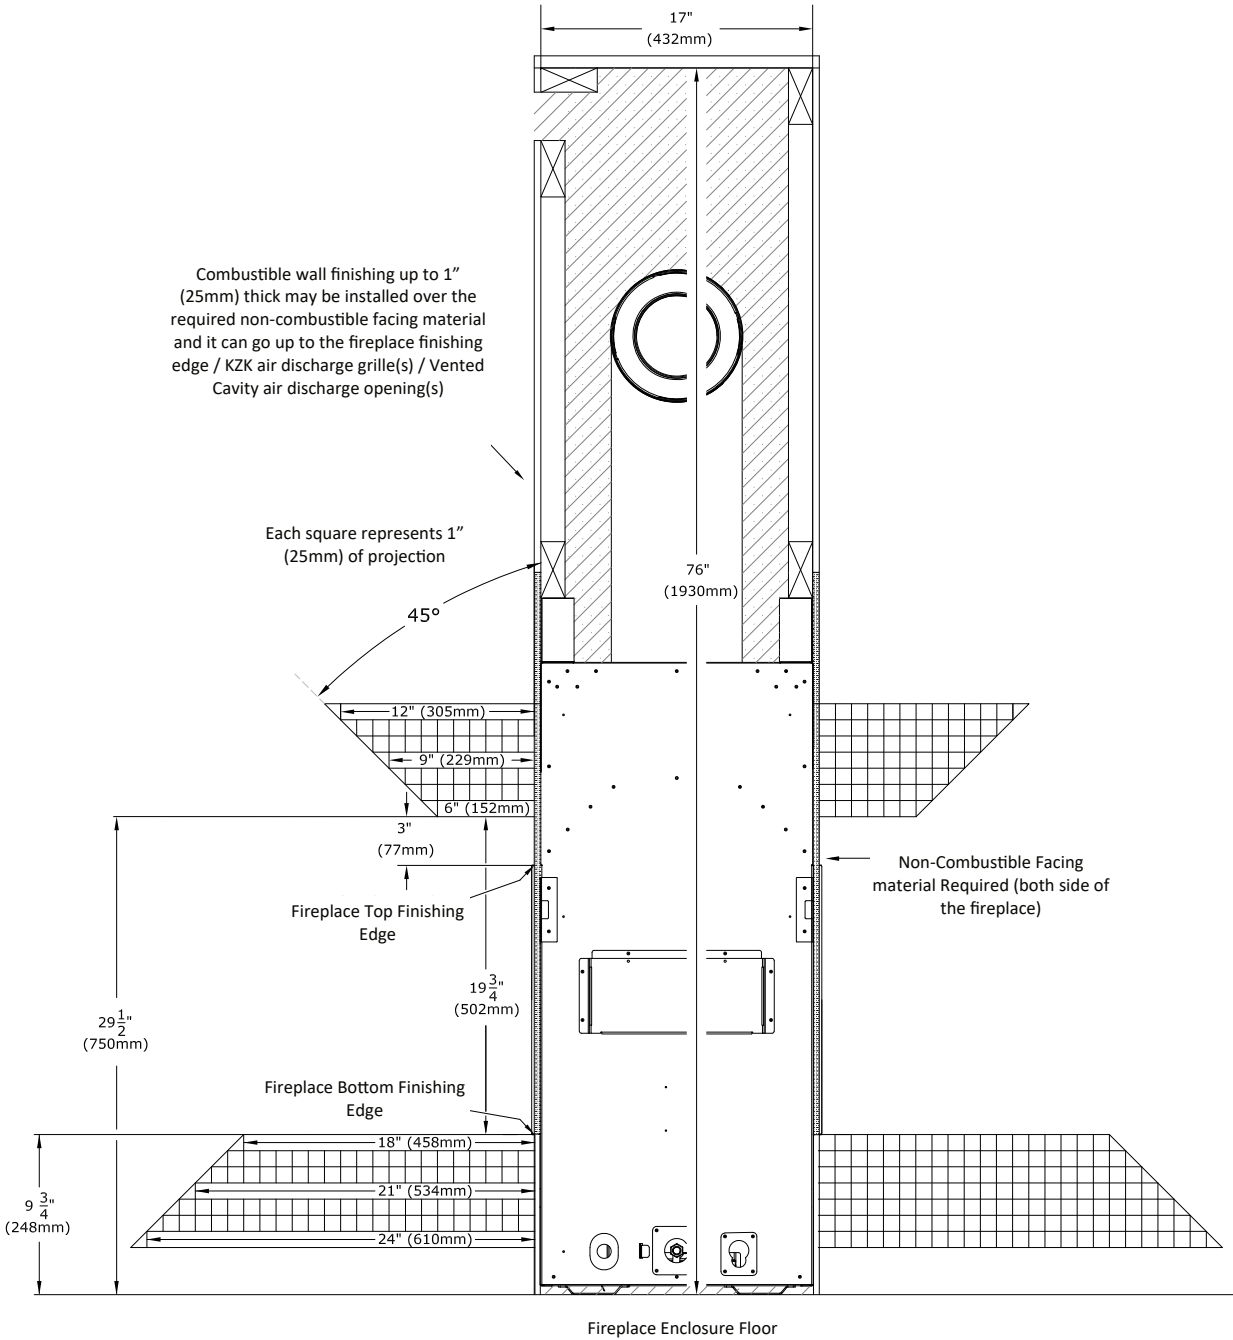 17"
(432mm)
Combustible wall finishing up to 1”
(25mm) thick may be installed over the
required non-combustible facing material
and it can go up to the fireplace finishing
edge / KZK air discharge grille(s) / Vented
Cavity air discharge opening(s)
Each square represents 1”
(25mm) of projection
45°
76"
(1930mm)
12" (305mm)
9" (229mm)
6" (152mm)
3"
(77mm)
Non-Combustible Facing
material Required (both side of
the fireplace)
Fireplace Top Finishing
Edge
19 3/4"
(502mm)
29 1/2"
(750mm)
Fireplace Bottom Finishing
Edge
18" (458mm)
21" (534mm)
24" (610mm)
9 3/4"
(248mm)
Fireplace Enclosure Floor